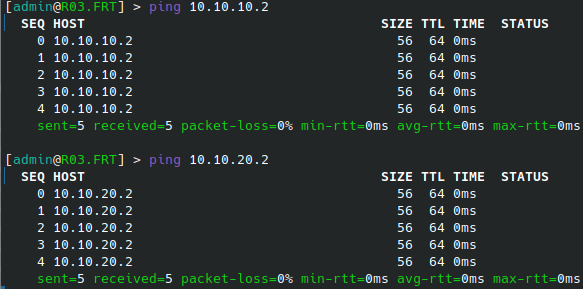 [admin@R03.FRT] > ping 10.10.10.2
SEQ HOST SIZE TTL TIME STATUS
0 10.10.10.2 56 64 0ms
1 10.10.10.2 56 64 0ms
2 10.10.10.2 56 64 0ms
3 10.10.10.2 56 64 0ms
4 10.10.10.2 56 64 0ms
sent=5 received=5 packet-loss=0% min-rtt=0ms avg-rtt=0ms max-rtt=0ms
[admin@R03.FRT] > ping 10.10.20.2
SEQ HOST SIZE TTL TIME STATUS
0 10.10.20.2 56 64 0ms
1 10.10.20.2 56 64 0ms
2 10.10.20.2 56 64 0ms
3 10.10.20.2 56 64 0ms
4 10.10.20.2 56 64 0ms
sent=5 received=5 packet-loss=0% min-rtt=0ms avg-rtt=0ms max-rtt=0ms